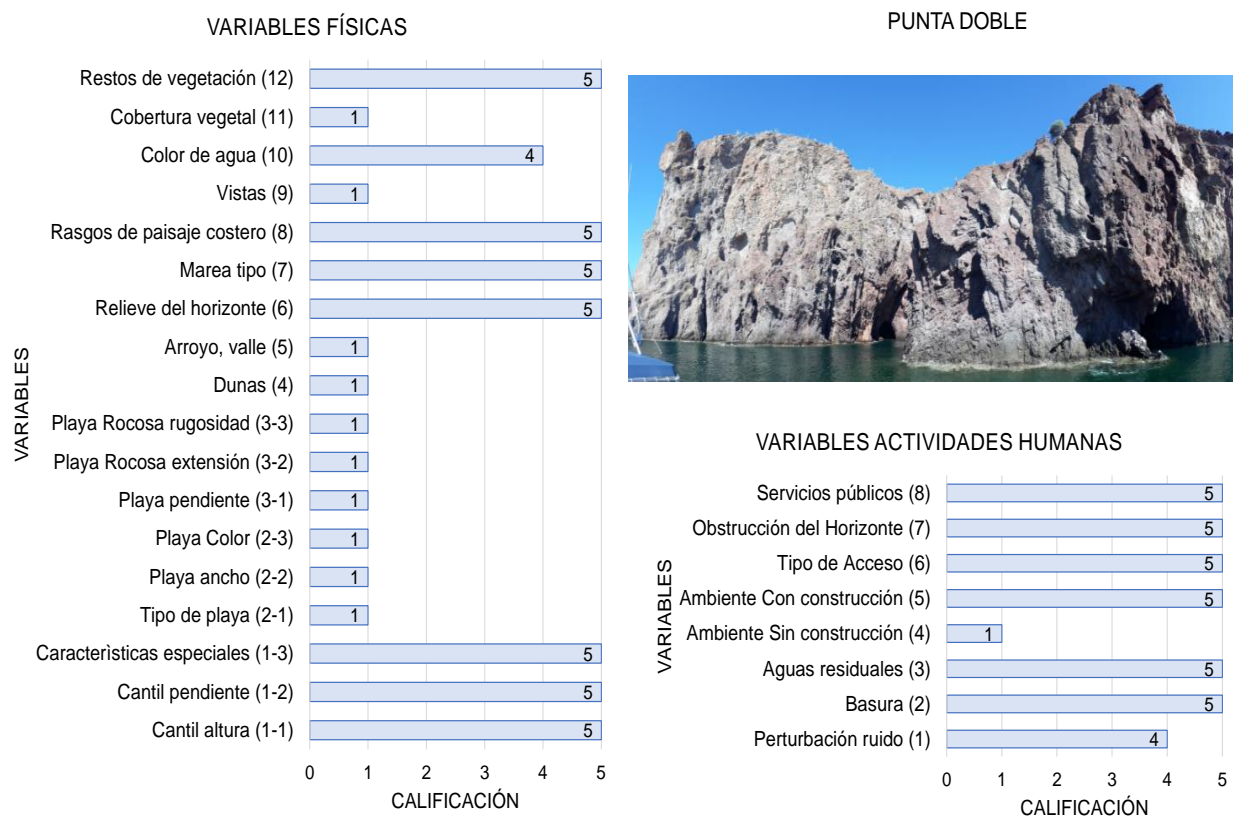 VARIABLES FÍSICAS
Restos de vegetación (12) 5
Cobertura vegetal (11) 1
Color de agua (10) 4
Vistas (9) 1
Rasgos de paisaje costero (8) 5
Marea tipo (7) 5
Relieve del horizonte (6) 5
Arroyo, valle (5) 1
Dunas (4) 1
Playa Rocosa rugosidad (3-3) 1
Playa Rocosa extensión (3-2) 1
Playa pendiente (3-1) 1
Playa Color (2-3) 1
Playa ancho (2-2) 1
Tipo de playa (2-1) 1
Caracterìsticas especiales (1-3) 5
Cantil pendiente (1-2) 5
Cantil altura (1-1) 5
VARIABLES
0 1 2 3 4 5
CALIFICACIÓN
PUNTA DOBLE
VARIABLES ACTIVIDADES HUMANAS
Servicios públicos (8) 5
Obstrucción del Horizonte (7) 5
Tipo de Acceso (6) 5
Ambiente Con construcción (5) 5
Ambiente Sin construcción (4) 1
Aguas residuales (3) 5
Basura (2) 5
Perturbación ruido (1) 4
VARIABLES
0 1 2 3 4 5
CALIFICACIÓN